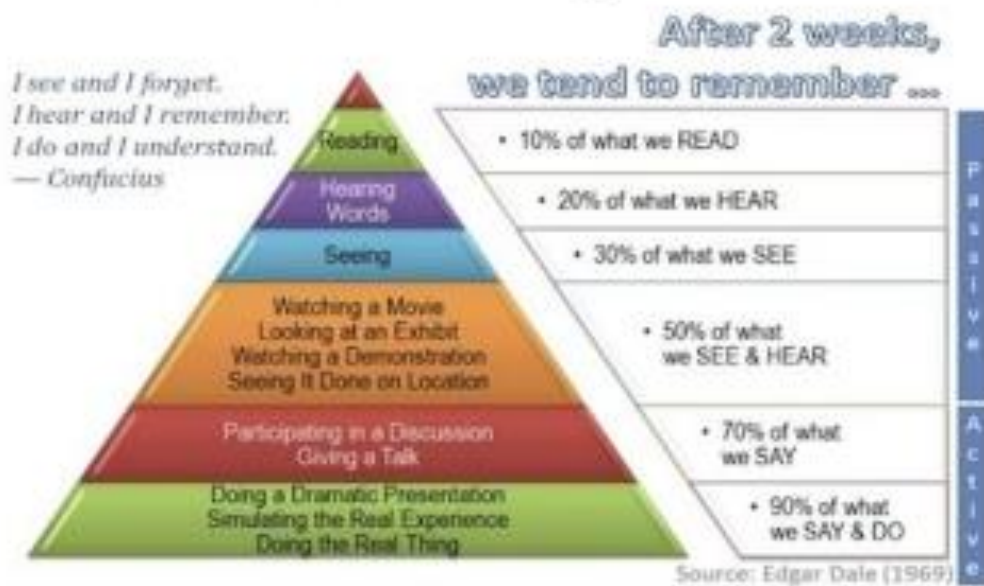 After 2 weeks,
we tend to remember ...
I see and I forget.
I hear and I remember.
I do and I understand.
— Confucius
Reading
Hearing
Words
Seeing
Watching a Movie
Looking at an Exhibit
Watching a Demonstration
Seeing It Done on Location
Participating in a Discussion
Giving a Talk
Doing a Dramatic Presentation
Simulating the Real Experience
Doing the Real Thing
• 10% of what we READ
• 20% of what we HEAR
• 30% of what we SEE
• 50% of what
we SEE & HEAR
• 70% of what
we SAY
• 90% of what
we SAY & DO
Passive
Active
Source: Edgar Dale (1969)